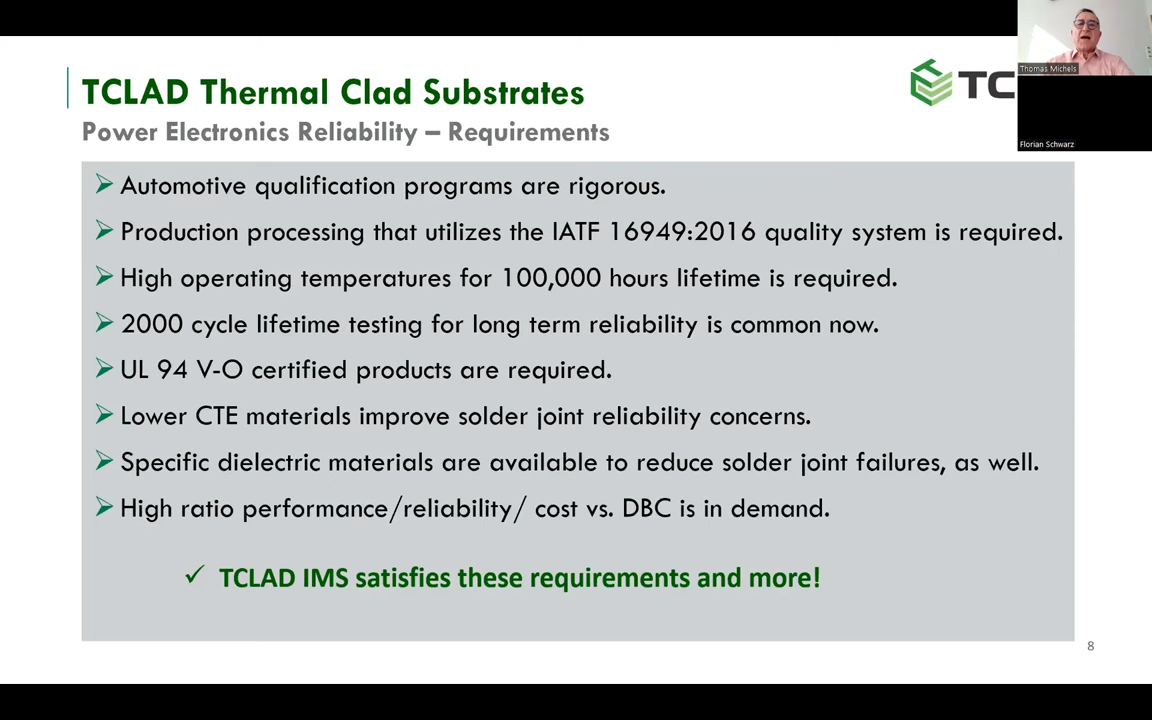 TCLAD Thermal Clad Substrates
TC
Thomas Michels
Power Electronics Reliability – Requirements
Florian Schwarz
Automotive qualification programs are rigorous.
Production processing that utilizes the IATF 16949:2016 quality system is required.
High operating temperatures for 100,000 hours lifetime is required.
2000 cycle lifetime testing for long term reliability is common now.
UL 94 V-O certified products are required.
Lower CTE materials improve solder joint reliability concerns.
Specific dielectric materials are available to reduce solder joint failures, as well.
High ratio performance/reliability/ cost vs. DBC is in demand.
✓ TCLAD IMS satisfies these requirements and more!
8